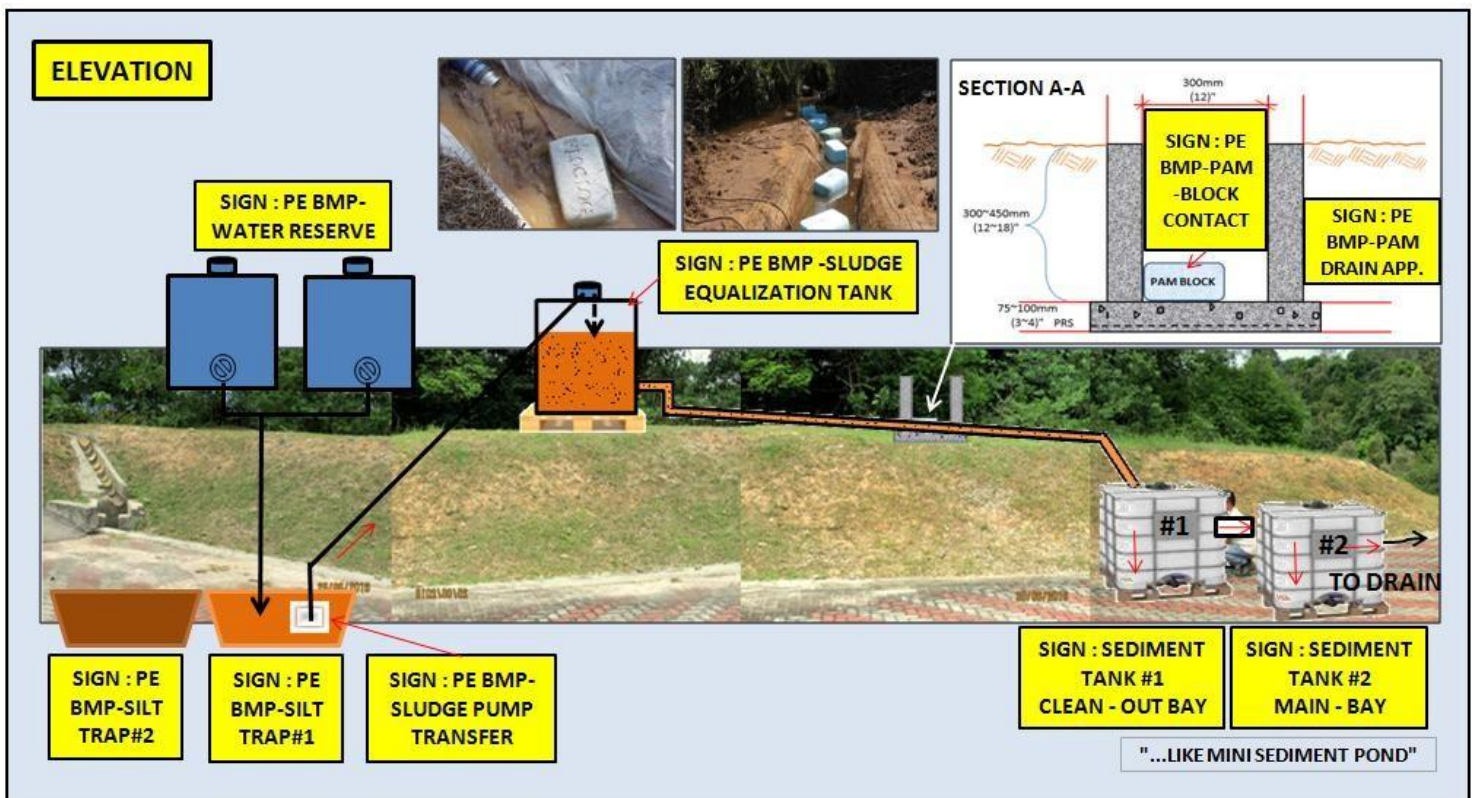 ELEVATION
SIGN : PE BMP-
WATER RESERVE
FLOCLOG
SIGN : PE BMP -SLUDGE
EQUALIZATION TANK
SECTION A-A
300mm
(12)"
SIGN : PE
BMP-PAM
-BLOCK
CONTACT
300~450mm
(12~18)"
SIGN : PE
BMP-PAM
DRAIN APP.
PAM BLOCK
75~100mm
(3~4)" PRS
#1
#2
TO DRAIN
SIGN : PE
BMP-SILT
TRAP#2
SIGN : PE
BMP-SILT
TRAP#1
SIGN : PE BMP-
SLUDGE PUMP
TRANSFER
SIGN : SEDIMENT
TANK #1
CLEAN - OUT BAY
SIGN : SEDIMENT
TANK #2
MAIN - BAY
"...LIKE MINI SEDIMENT POND"